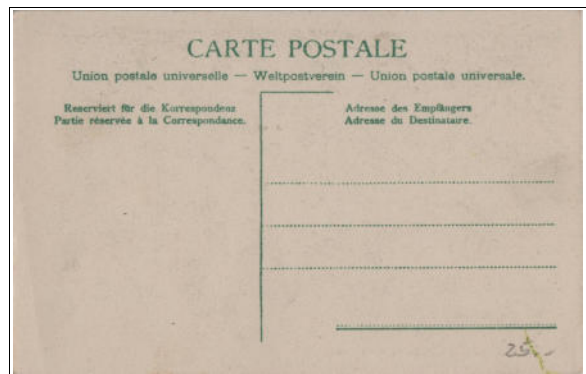 CARTE POSTALE
Union postale universelle — Weltpostverein — Union postale universale.
Reserviert für die Korrespondenz
Partie réservée à la Correspondance.
Adresse des Empfängers
Adresse du Destinataire.
25.-